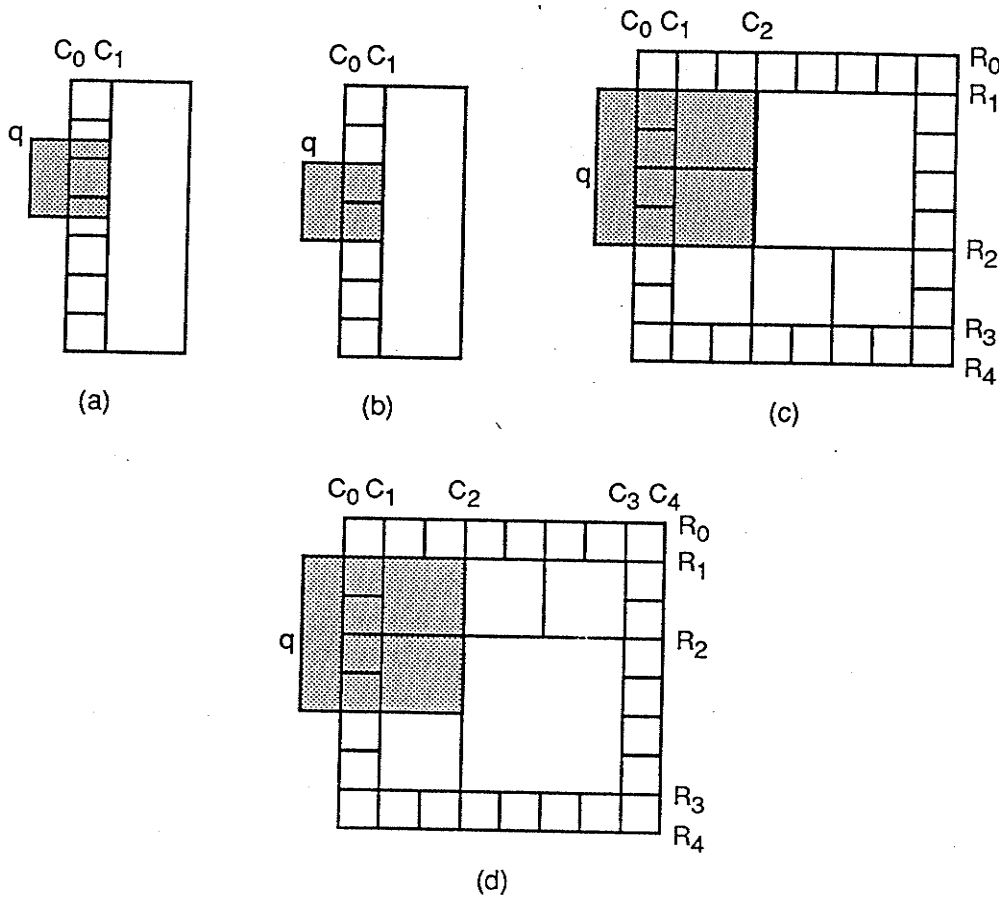 C₀ C₁
q
(a)
C₀ C₁
q
(b)
C₀ C₁ C₂
R₀
R₁
q
R₂
R₃
R₄
(c)
C₀ C₁ C₂ C₃ C₄
R₀
R₁
q
R₂
R₃
R₄
(d)